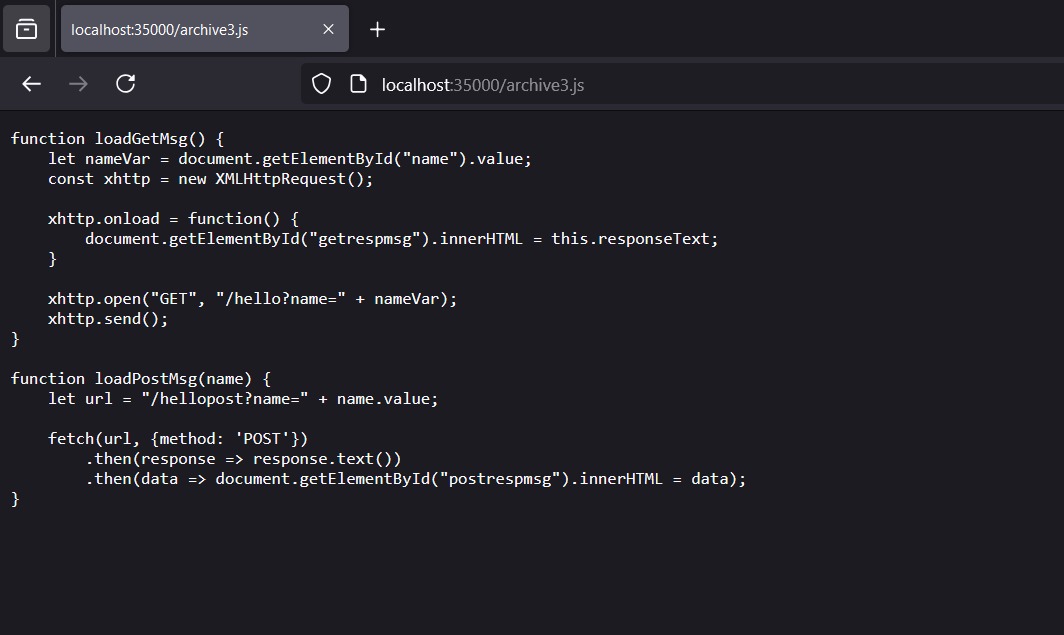 localhost:35000/archive3.js
localhost:35000/archive3.js
function loadGetMsg() {
    let nameVar = document.getElementById("name").value;
    const xhttp = new XMLHttpRequest();

    xhttp.onload = function() {
        document.getElementById("getrespmsg").innerHTML = this.responseText;
    }

    xhttp.open("GET", "/hello?name=" + nameVar);
    xhttp.send();
}

function loadPostMsg(name) {
    let url = "/hellopost?name=" + name.value;

    fetch(url, {method: 'POST'})
        .then(response => response.text())
        .then(data => document.getElementById("postrespmsg").innerHTML = data);
}